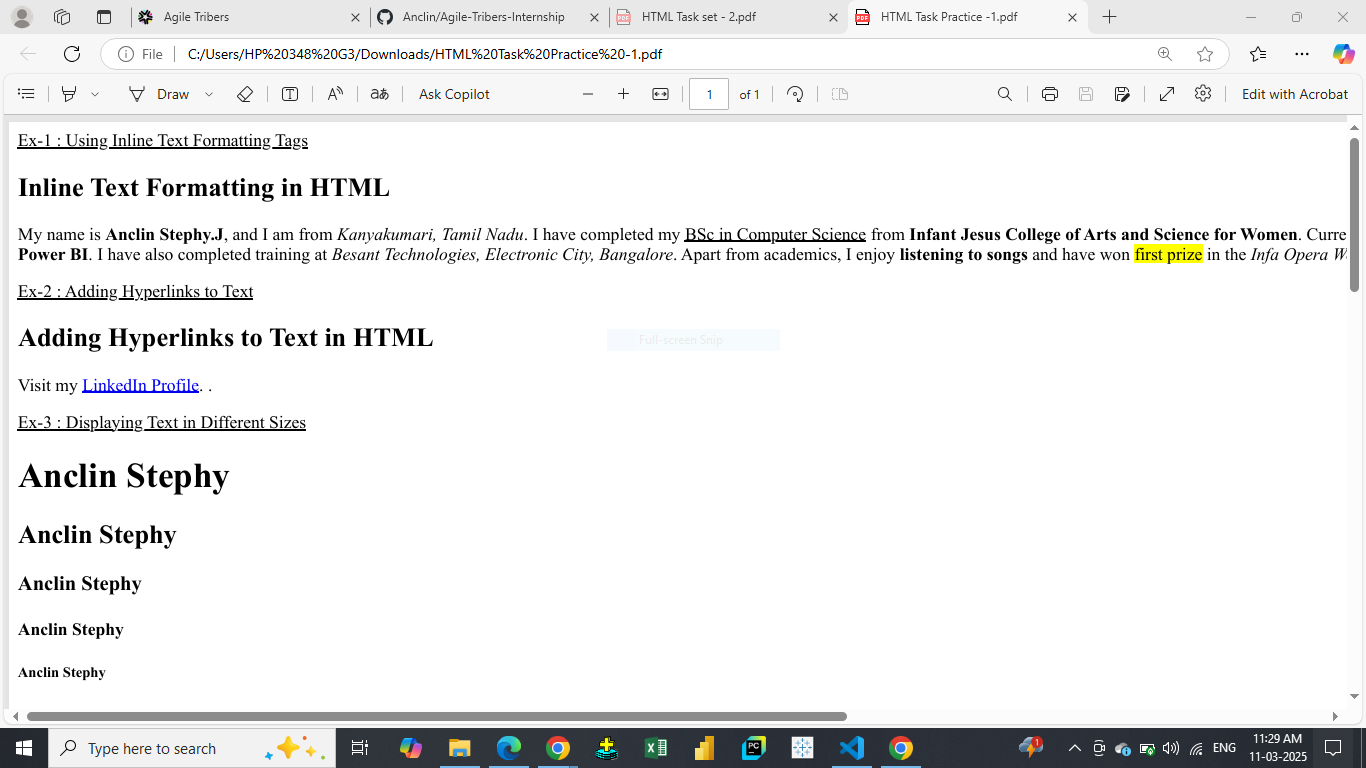 Agile Tribers
Anclin/Agile-Tribers-Internship
HTML Task set - 2.pdf
HTML Task Practice -1.pdf
File
C:/Users/HP%20348%20G3/Downloads/HTML%20Task%20Practice%20-1.pdf
Draw
aあ
Ask Copilot
1 of 1
Edit with Acrobat
Ex-1 : Using Inline Text Formatting Tags
Inline Text Formatting in HTML
My name is Anclin Stephy.J, and I am from Kanyakumari, Tamil Nadu. I have completed my BSc in Computer Science from Infant Jesus College of Arts and Science for Women. Curre
Power BI. I have also completed training at Besant Technologies, Electronic City, Bangalore. Apart from academics, I enjoy listening to songs and have won first prize in the Infa Opera W
Ex-2 : Adding Hyperlinks to Text
Adding Hyperlinks to Text in HTML
Full-screen Snip
Visit my LinkedIn Profile. .
Ex-3 : Displaying Text in Different Sizes
Anclin Stephy
Anclin Stephy
Anclin Stephy
Anclin Stephy
Anclin Stephy
Type here to search
PC
1
ENG
11:29 AM
11-03-2025